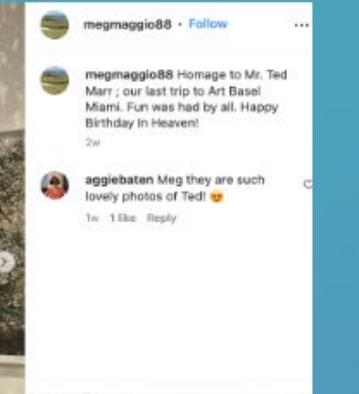 megmaggio88 • Follow
megmaggio88 Homage to Mr. Ted
Marr ; our last trip to Art Basel
Miami. Fun was had by all. Happy
Birthday In Heaven!
2w
aggiebaten Meg they are such
lovely photos of Ted! 😍
1w 1 like Reply